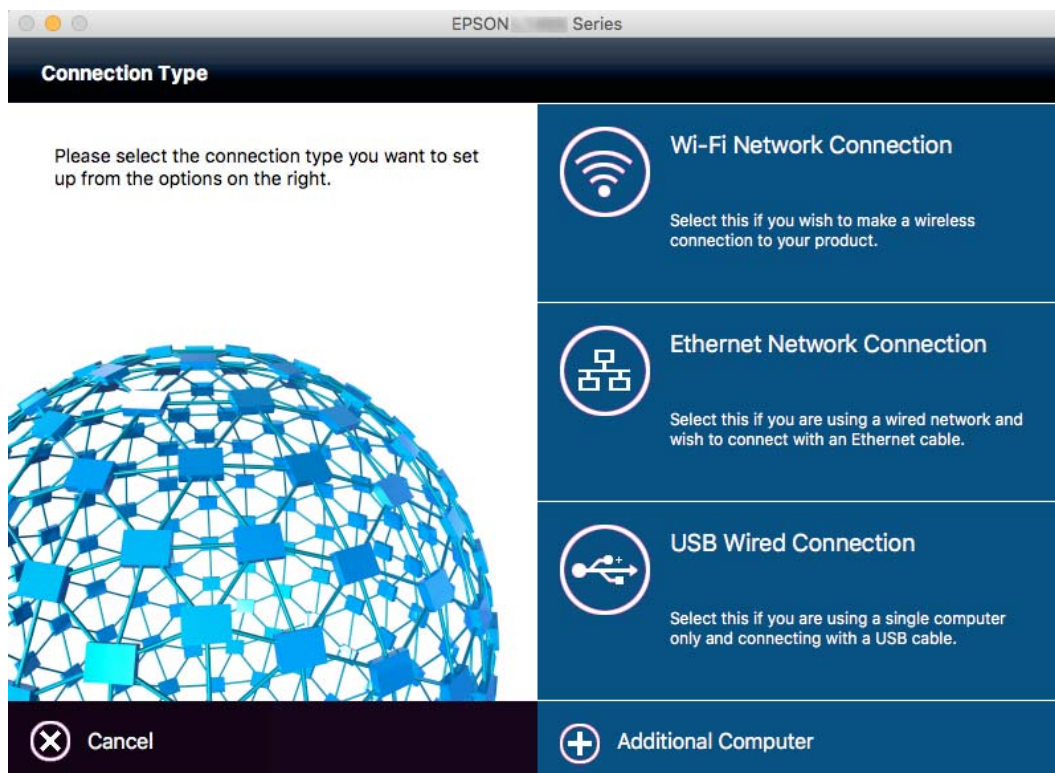 EPSON Series
Connection Type
Please select the connection type you want to set
up from the options on the right.
Wi-Fi Network Connection
Select this if you wish to make a wireless
connection to your product.
Ethernet Network Connection
Select this if you are using a wired network and
wish to connect with an Ethernet cable.
USB Wired Connection
Select this if you are using a single computer
only and connecting with a USB cable.
Cancel
Additional Computer